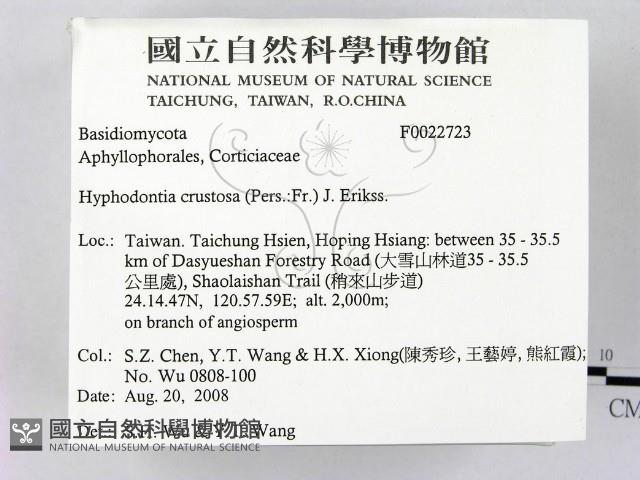 國立自然科學博物館
NATIONAL MUSEUM OF NATURAL SCIENCE
TAICHUNG, TAIWAN, R.O.CHINA
Basidiomycota F0022723
Aphyllophorales, Corticiaceae
Hyphodontia crustosa (Pers.:Fr.) J. Erikss.
Loc.: Taiwan. Taichung Hsien, Hoping Hsiang: between 35 - 35.5
km of Dasyueshan Forestry Road (大雪山林道35 - 35.5
公里處), Shaolaishan Trail (稍來山步道)
24.14.47N, 120.57.59E; alt. 2,000m;
on branch of angiosperm
Col.: S.Z. Chen, Y.T. Wang & H.X. Xiong(陳秀珍, 王藝婷, 熊紅霞);
No. Wu 0808-100
Date: Aug. 20, 2008
Wang
國立自然科學博物館
NATIONAL MUSEUM OF NATURAL SCIENCE
10
CM